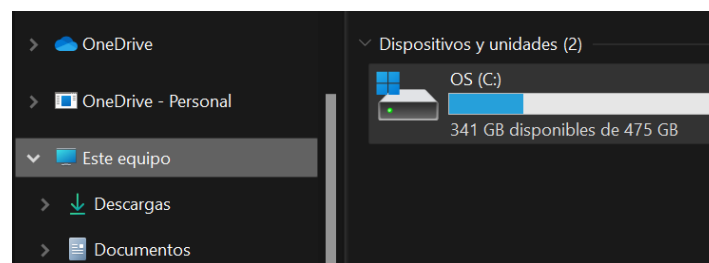 OneDrive
OneDrive - Personal
Este equipo
Descargas
Documentos
Dispositivos y unidades (2)
OS (C:)
341 GB disponibles de 475 GB